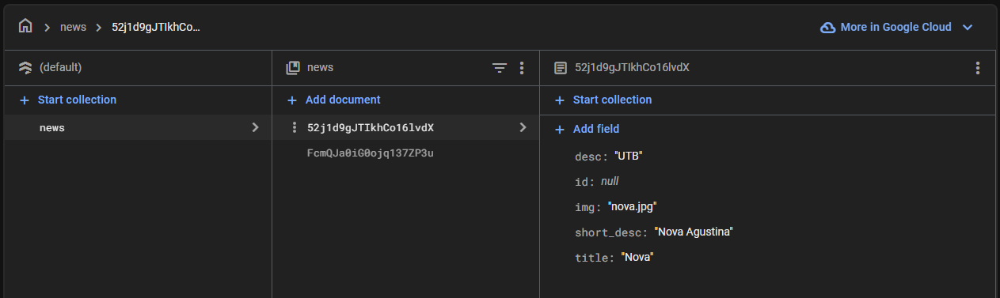 news 52j1d9gJTIkhCo... More in Google Cloud
(default) news 52j1d9gJTIkhCo16lvdX
Start collection Add document Start collection
news 52j1d9gJTIkhCo16lvdX Add field
FcmQJa0iG0ojq137ZP3u
desc: "UTB"
id: null
img: "nova.jpg"
short_desc: "Nova Agustina"
title: "Nova"